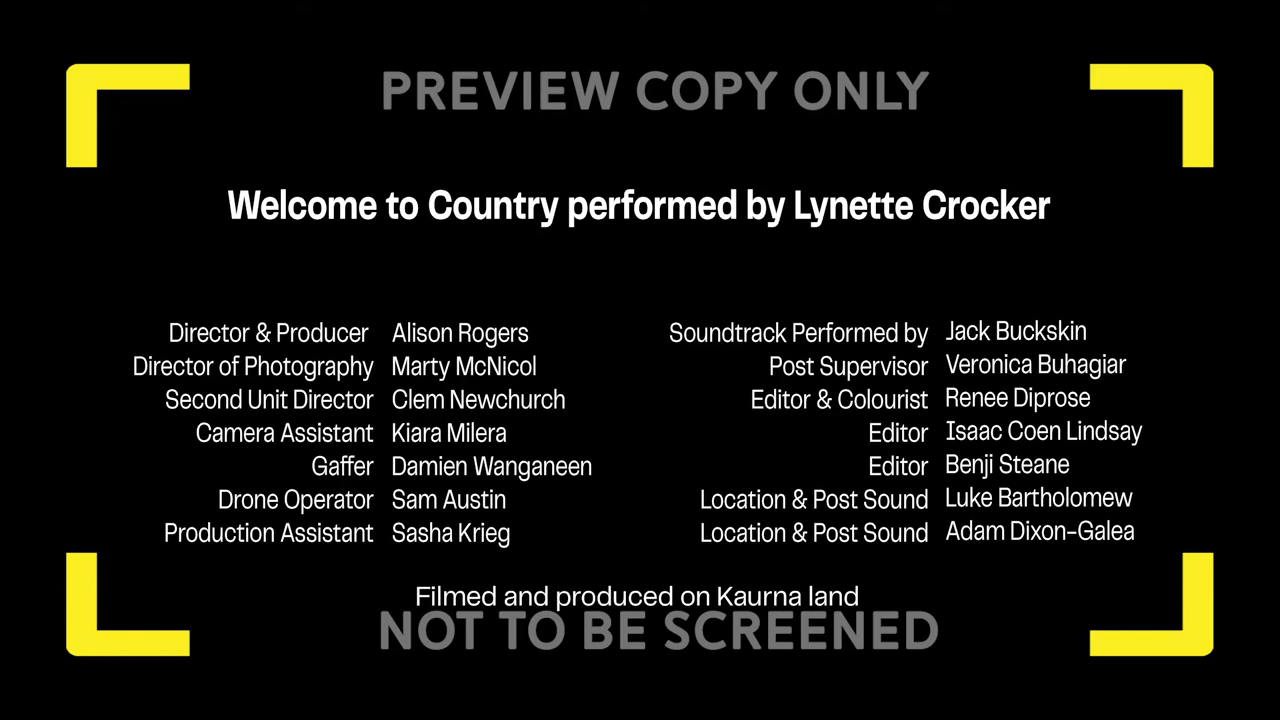 PREVIEW COPY ONLY
Welcome to Country performed by Lynette Crocker
Director & Producer Alison Rogers
Director of Photography Marty McNicol
Second Unit Director Clem Newchurch
Camera Assistant Kiara Milera
Gaffer Damien Wanganeen
Drone Operator Sam Austin
Production Assistant Sasha Krieg
Soundtrack Performed by Jack Buckskin
Post Supervisor Veronica Buhagiar
Editor & Colourist Renee Diprose
Editor Isaac Coen Lindsay
Editor Benji Steane
Location & Post Sound Luke Bartholomew
Location & Post Sound Adam Dixon-Galea
Filmed and produced on Kaurna land
NOT TO BE SCREENED